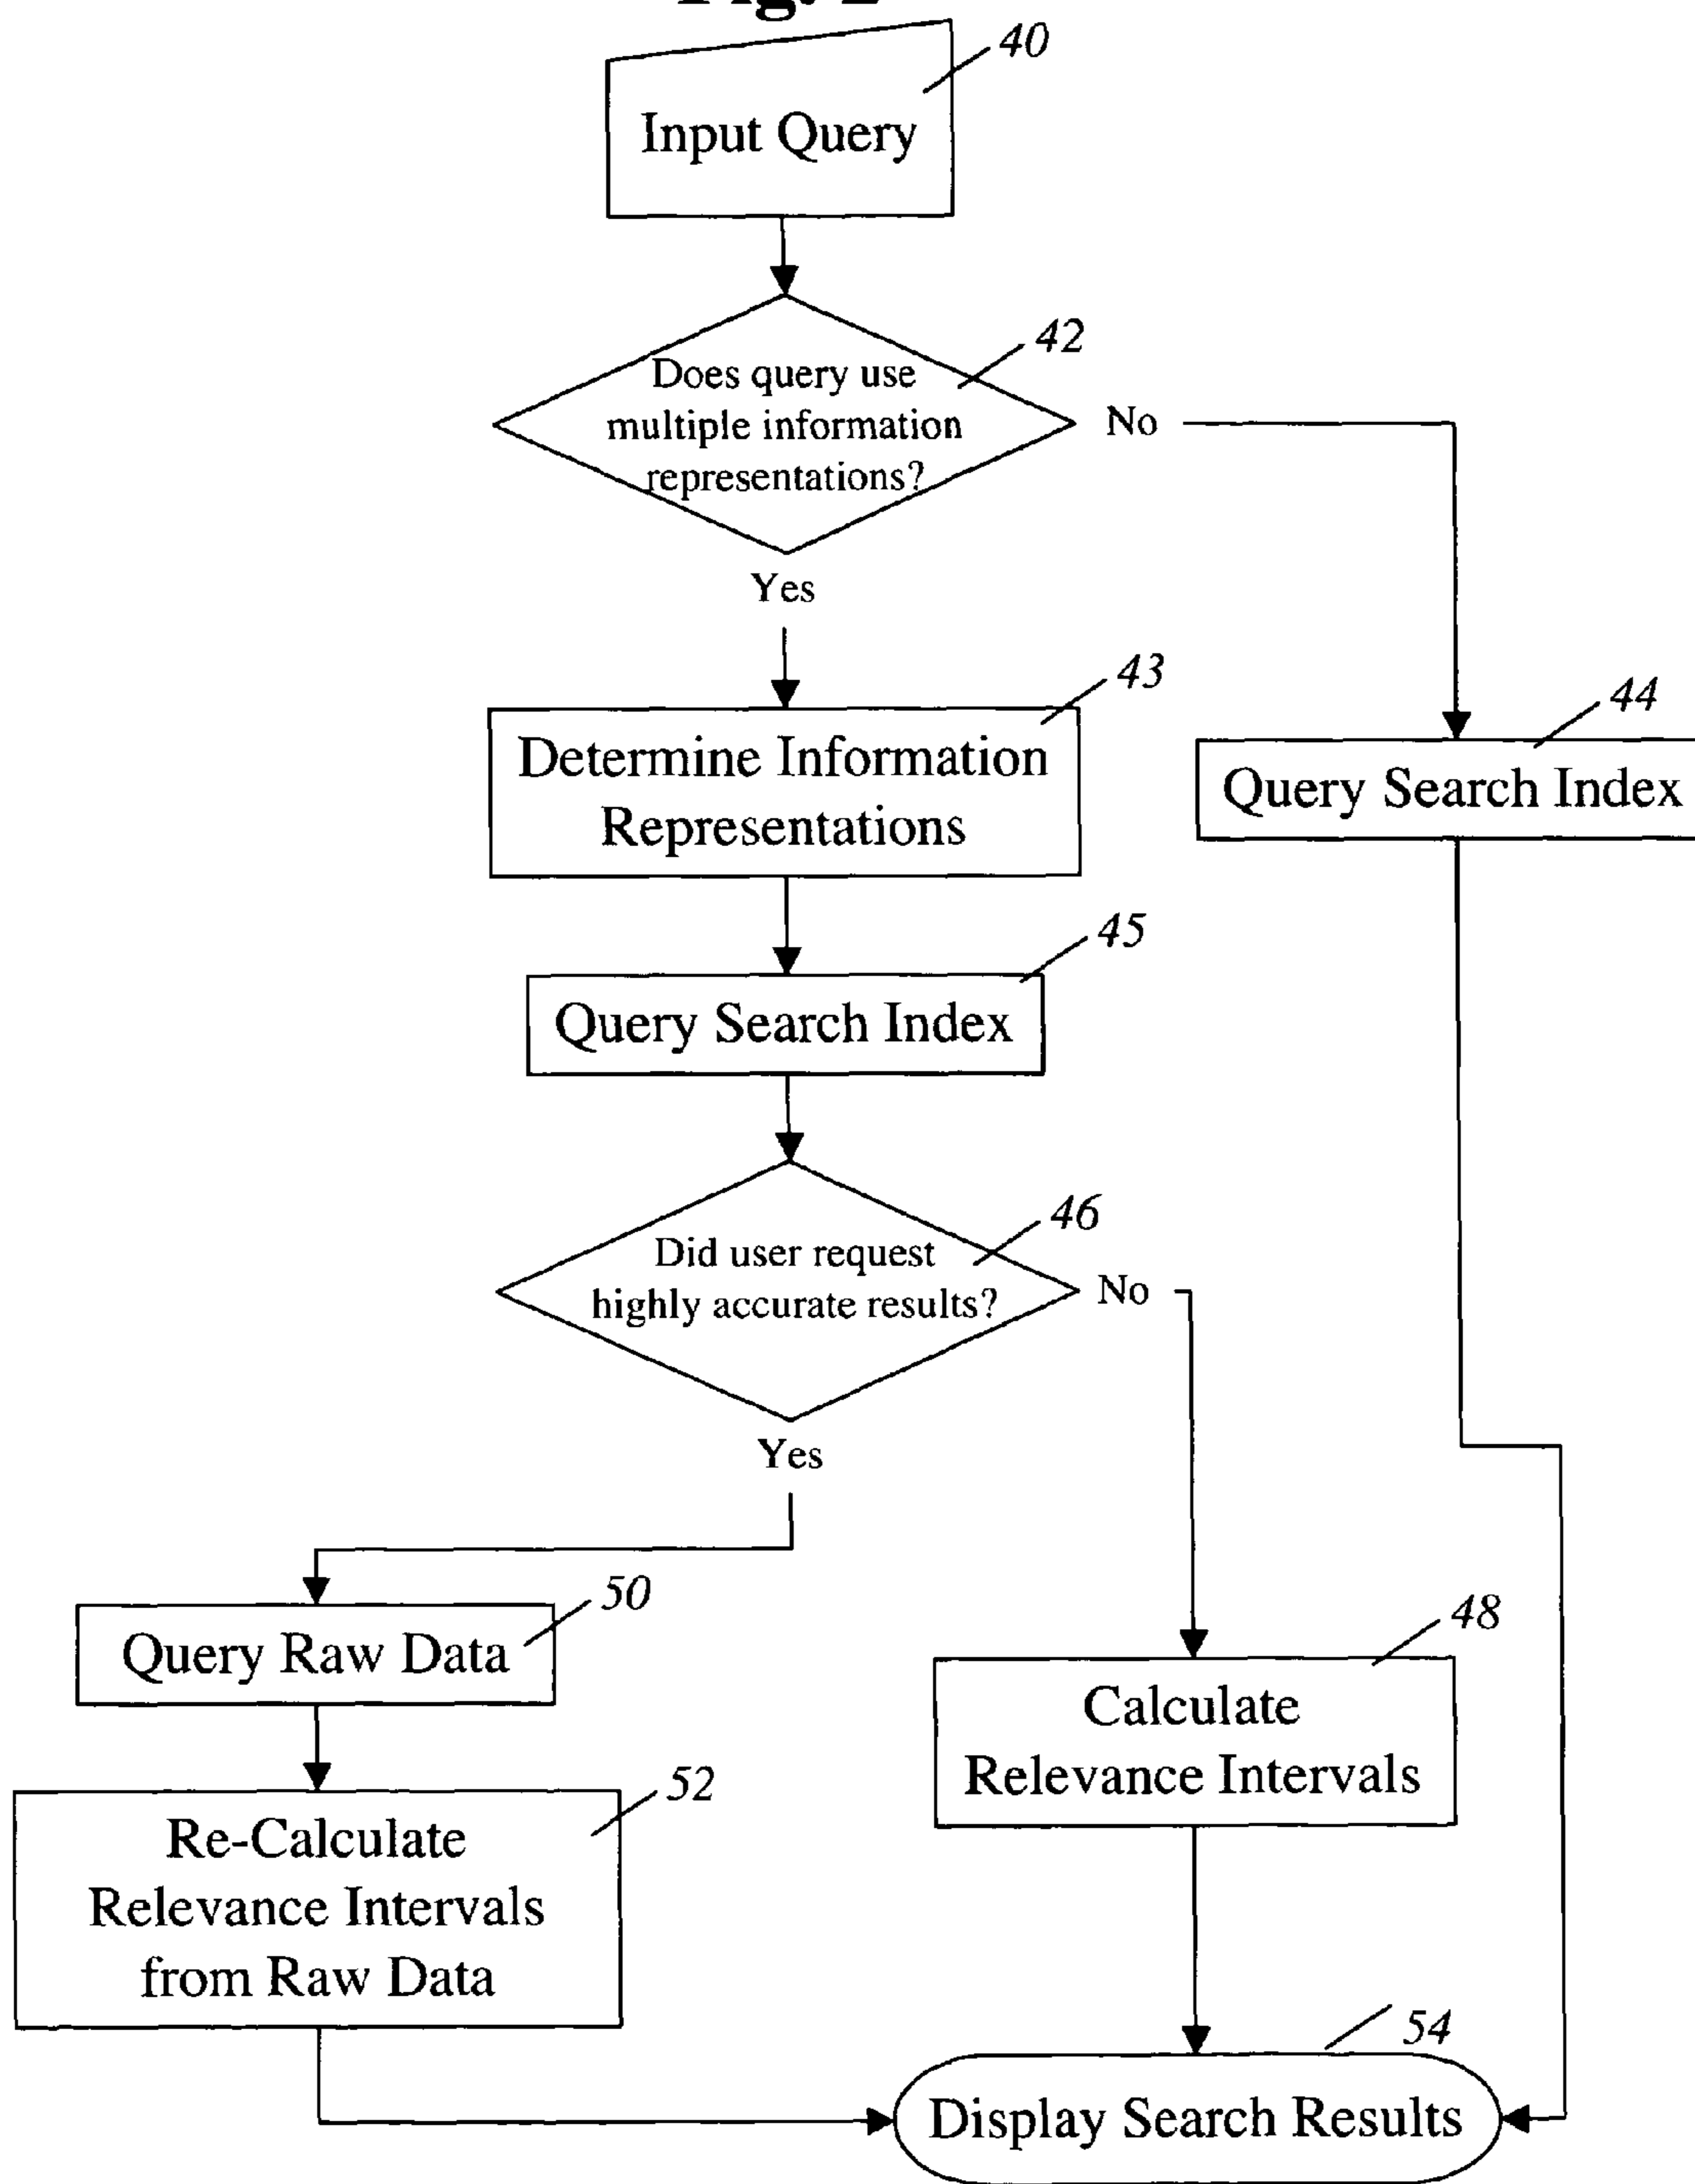 40
Input Query
42
Does query use
multiple information
representations?
No
Yes
43
Determine Information
Representations
44
Query Search Index
45
Query Search Index
46
Did user request
highly accurate results?
No
Yes
50
Query Raw Data
48
Calculate
Relevance Intervals
52
Re-Calculate
Relevance Intervals
from Raw Data
54
Display Search Results